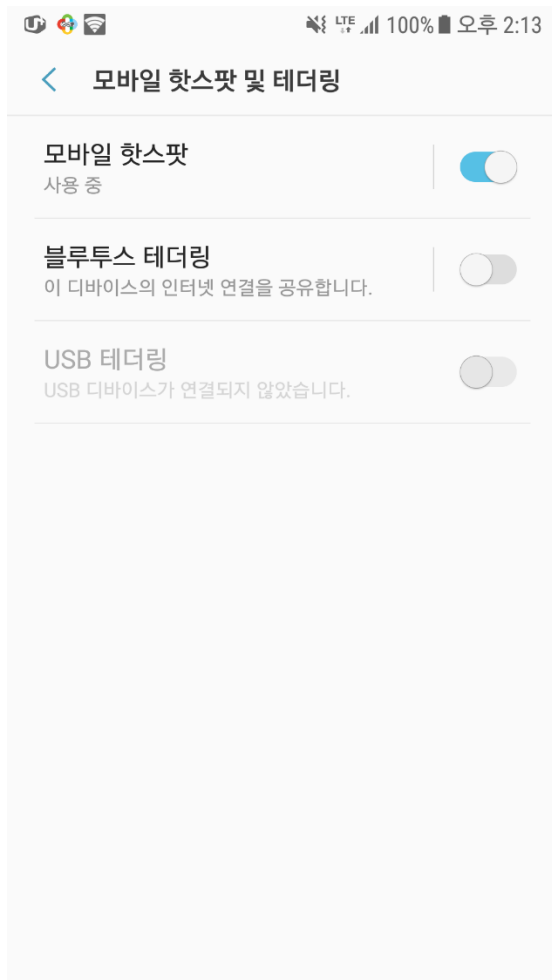 LTE 100% 오후 2:13
모바일 핫스팟 및 테더링
모바일 핫스팟
사용 중
블루투스 테더링
이 디바이스의 인터넷 연결을 공유합니다.
USB 테더링
USB 디바이스가 연결되지 않았습니다.